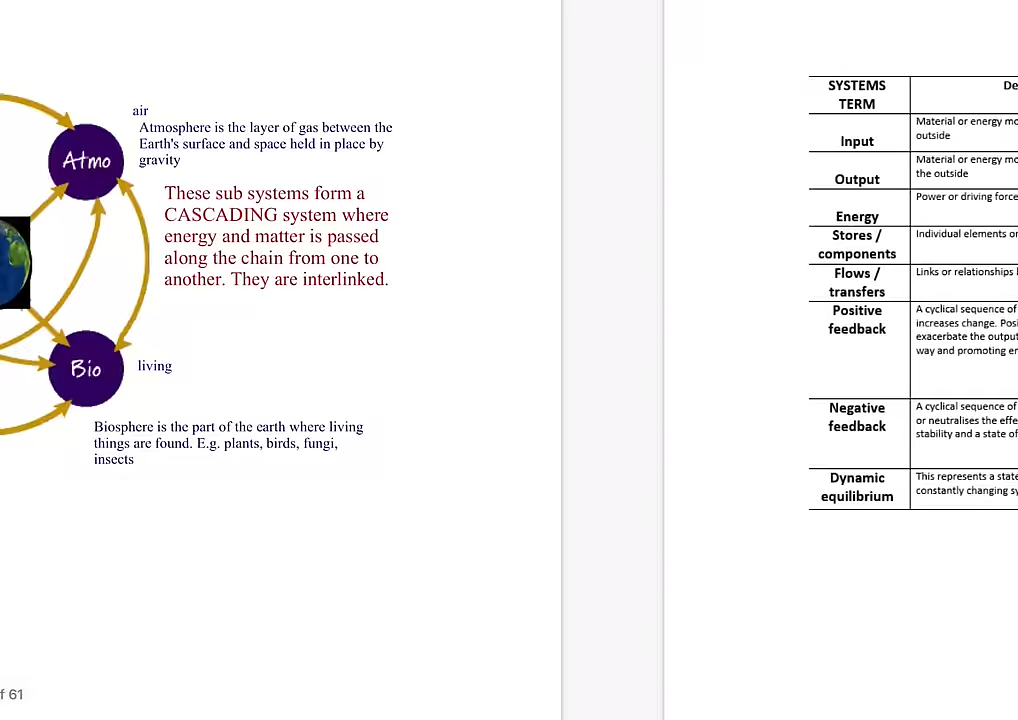 air
Atmosphere is the layer of gas between the
Earth's surface and space held in place by
gravity
Atmo
These sub systems form a
CASCADING system where
energy and matter is passed
along the chain from one to
another. They are interlinked.
Bio
living
Biosphere is the part of the earth where living
things are found. E.g. plants, birds, fungi,
insects
f 61
SYSTEMS
TERM
De
Input
Material or energy mo
outside
Output
Material or energy mo
the outside
Energy
Power or driving force
Stores /
components
Individual elements or
Flows /
transfers
Links or relationships
Positive
feedback
A cyclical sequence of
increases change. Posi
exacerbate the output
way and promoting en
Negative
feedback
A cyclical sequence of
or neutralises the effe
stability and a state of
Dynamic
equilibrium
This represents a state
constantly changing sy